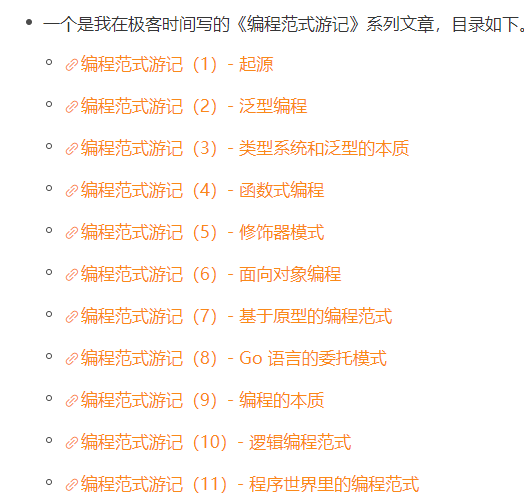 一个是我在极客时间写的《编程范式游记》系列文章，目录如下。
编程范式游记（1）- 起源
编程范式游记（2）- 泛型编程
编程范式游记（3）- 类型系统和泛型的本质
编程范式游记（4）- 函数式编程
编程范式游记（5）- 修饰器模式
编程范式游记（6）- 面向对象编程
编程范式游记（7）- 基于原型的编程范式
编程范式游记（8）- Go 语言的委托模式
编程范式游记（9）- 编程的本质
编程范式游记（10）- 逻辑编程范式
编程范式游记（11）- 程序世界里的编程范式